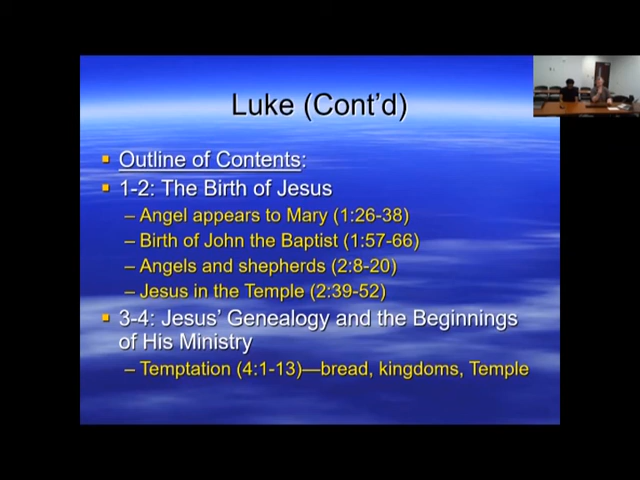 Luke (Cont'd)
Outline of Contents:
1-2: The Birth of Jesus
– Angel appears to Mary (1:26-38)
– Birth of John the Baptist (1:57-66)
– Angels and shepherds (2:8-20)
– Jesus in the Temple (2:39-52)
3-4: Jesus' Genealogy and the Beginnings
of His Ministry
– Temptation (4:1-13)—bread, kingdoms, Temple